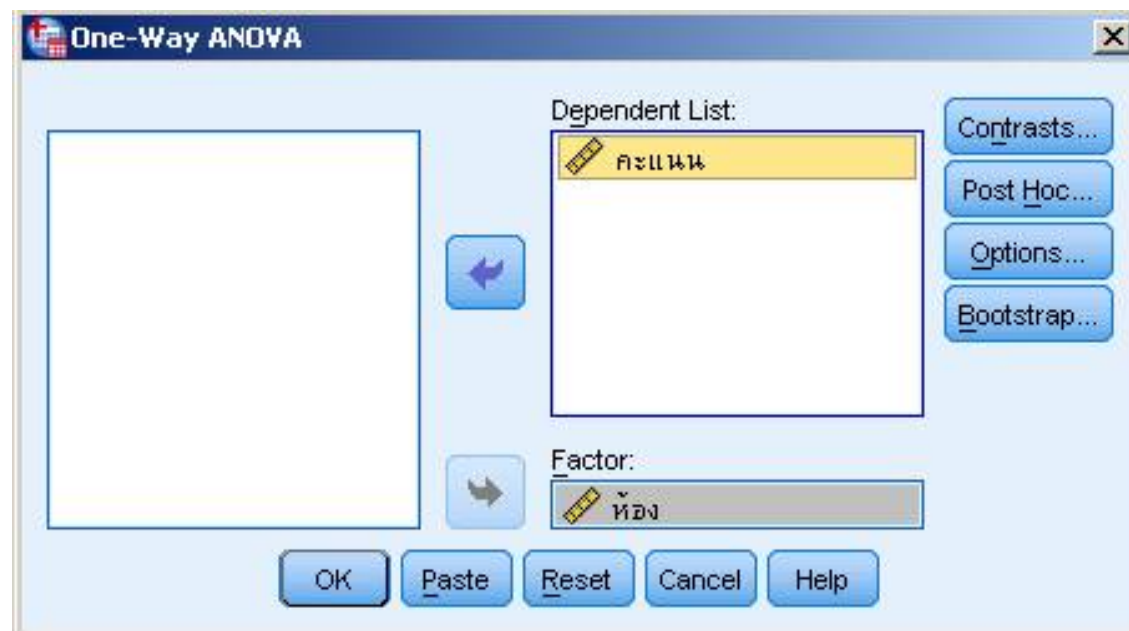 One-Way ANOVA
Dependent List:
คะแนน
Contrasts...
Post Hoc...
Options...
Bootstrap...
Factor:
ห้อง
OK Paste Reset Cancel Help